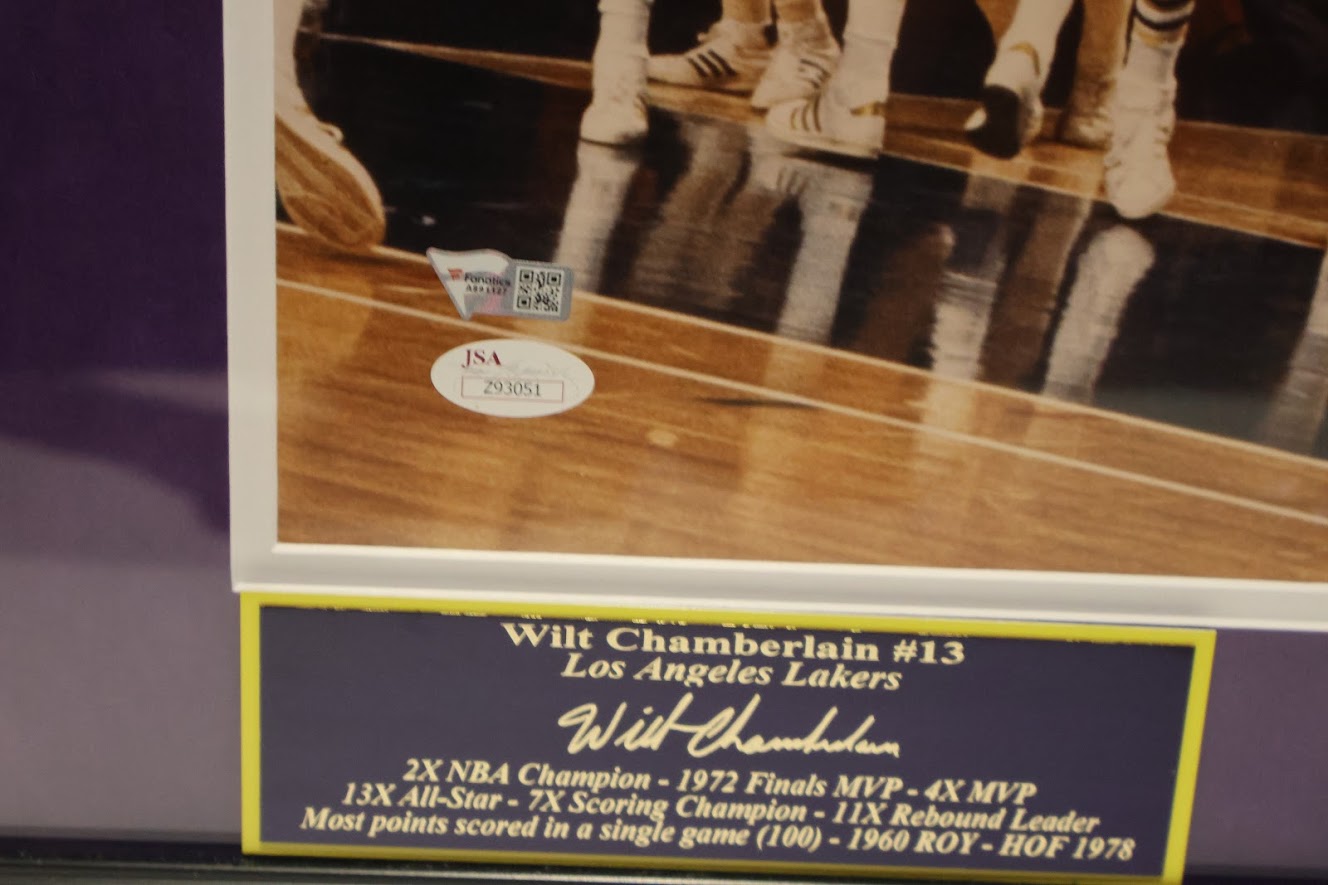 Fanatics
JSA
Z93051
Wilt Chamberlain #13
Los Angeles Lakers
Wilt Chamberlain
2X NBA Champion - 1972 Finals MVP - 4X MVP
13X All-Star - 7X Scoring Champion - 11X Rebound Leader
Most points scored in a single game (100) - 1960 ROY - HOF 1978